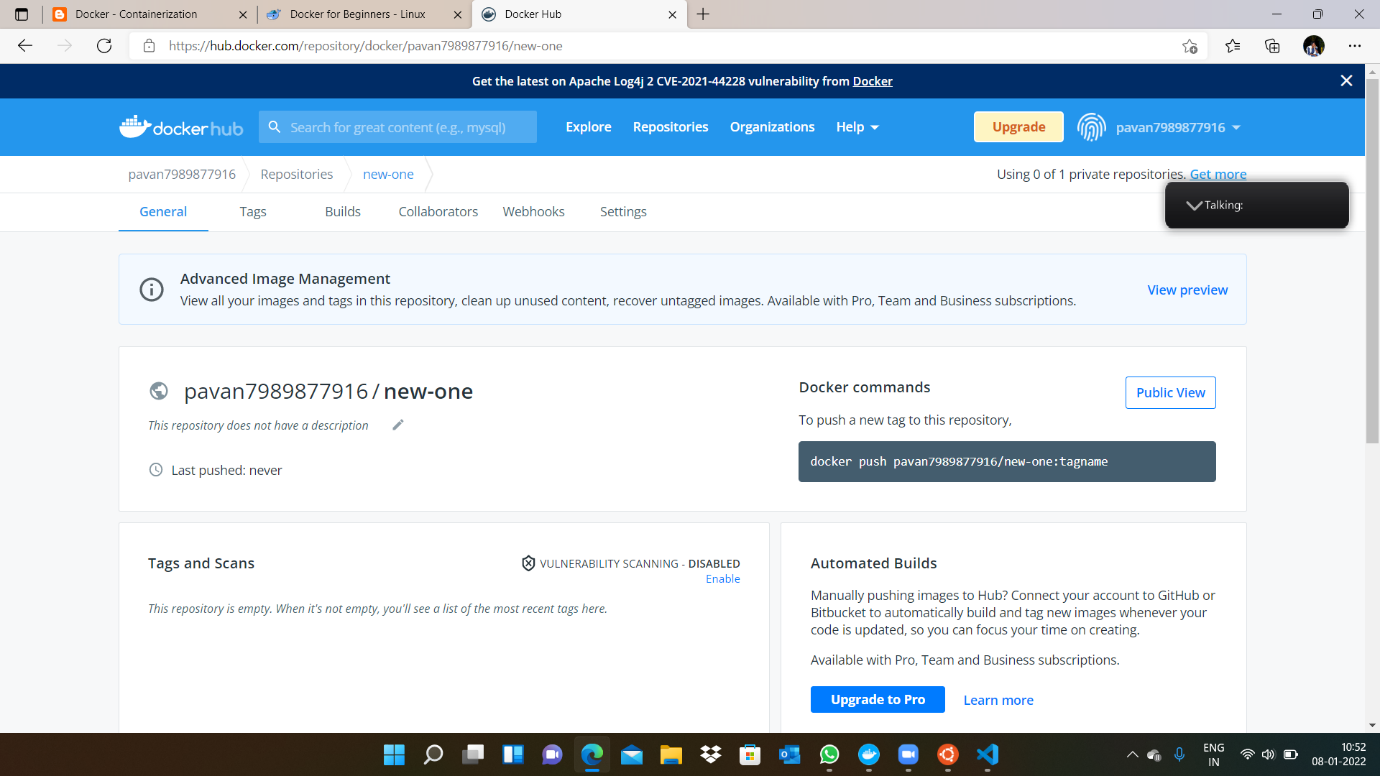 Docker - Containerization
Docker for Beginners - Linux
Docker Hub
https://hub.docker.com/repository/docker/pavan7989877916/new-one
Get the latest on Apache Log4j 2 CVE-2021-44228 vulnerability from Docker
docker hub
Search for great content (e.g., mysql)
Explore
Repositories
Organizations
Help
Upgrade
pavan7989877916
pavan7989877916
Repositories
new-one
Using 0 of 1 private repositories. Get more
Talking:
General
Tags
Builds
Collaborators
Webhooks
Settings
Advanced Image Management
View all your images and tags in this repository, clean up unused content, recover untagged images. Available with Pro, Team and Business subscriptions.
View preview
pavan7989877916 / new-one
This repository does not have a description
Last pushed: never
Docker commands
Public View
To push a new tag to this repository,
docker push pavan7989877916/new-one:tagname
Tags and Scans
VULNERABILITY SCANNING - DISABLED
Enable
This repository is empty. When it's not empty, you'll see a list of the most recent tags here.
Automated Builds
Manually pushing images to Hub? Connect your account to GitHub or
Bitbucket to automatically build and tag new images whenever your
code is updated, so you can focus your time on creating.
Available with Pro, Team and Business subscriptions.
Upgrade to Pro
Learn more
ENG
IN
10:52
08-01-2022